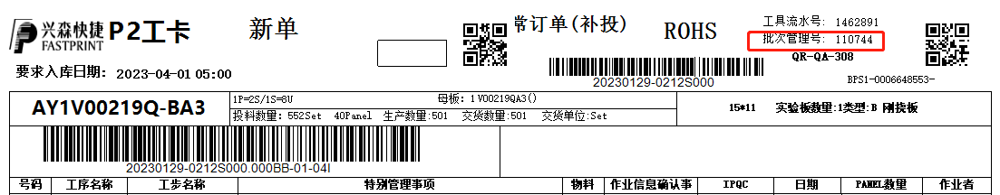 兴森快捷
FASTPRINT
P2工卡
新单
常订单(补投)
ROHS
工具流水号: 1462891
批次管理号: 110744
QR-QA-308
要求入库日期: 2023-04-01 05:00
20230129-0212S000
BPS1-0006648553-
AY1V00219Q-BA3
1P=2S/1S=8U 母板: 1V00219QA3()
投料数量: 552Set 40Panel 生产数量:501 交货数量:501 交货单位:Set
15*11 实验板数量:1类型:B 刚挠板
20230129-0212S000.000BB-01-04I
号码 工序名称 工步名称 特别管理事项 物料 作业信息确认事 IPQC 日期 PANEL数量 作业者